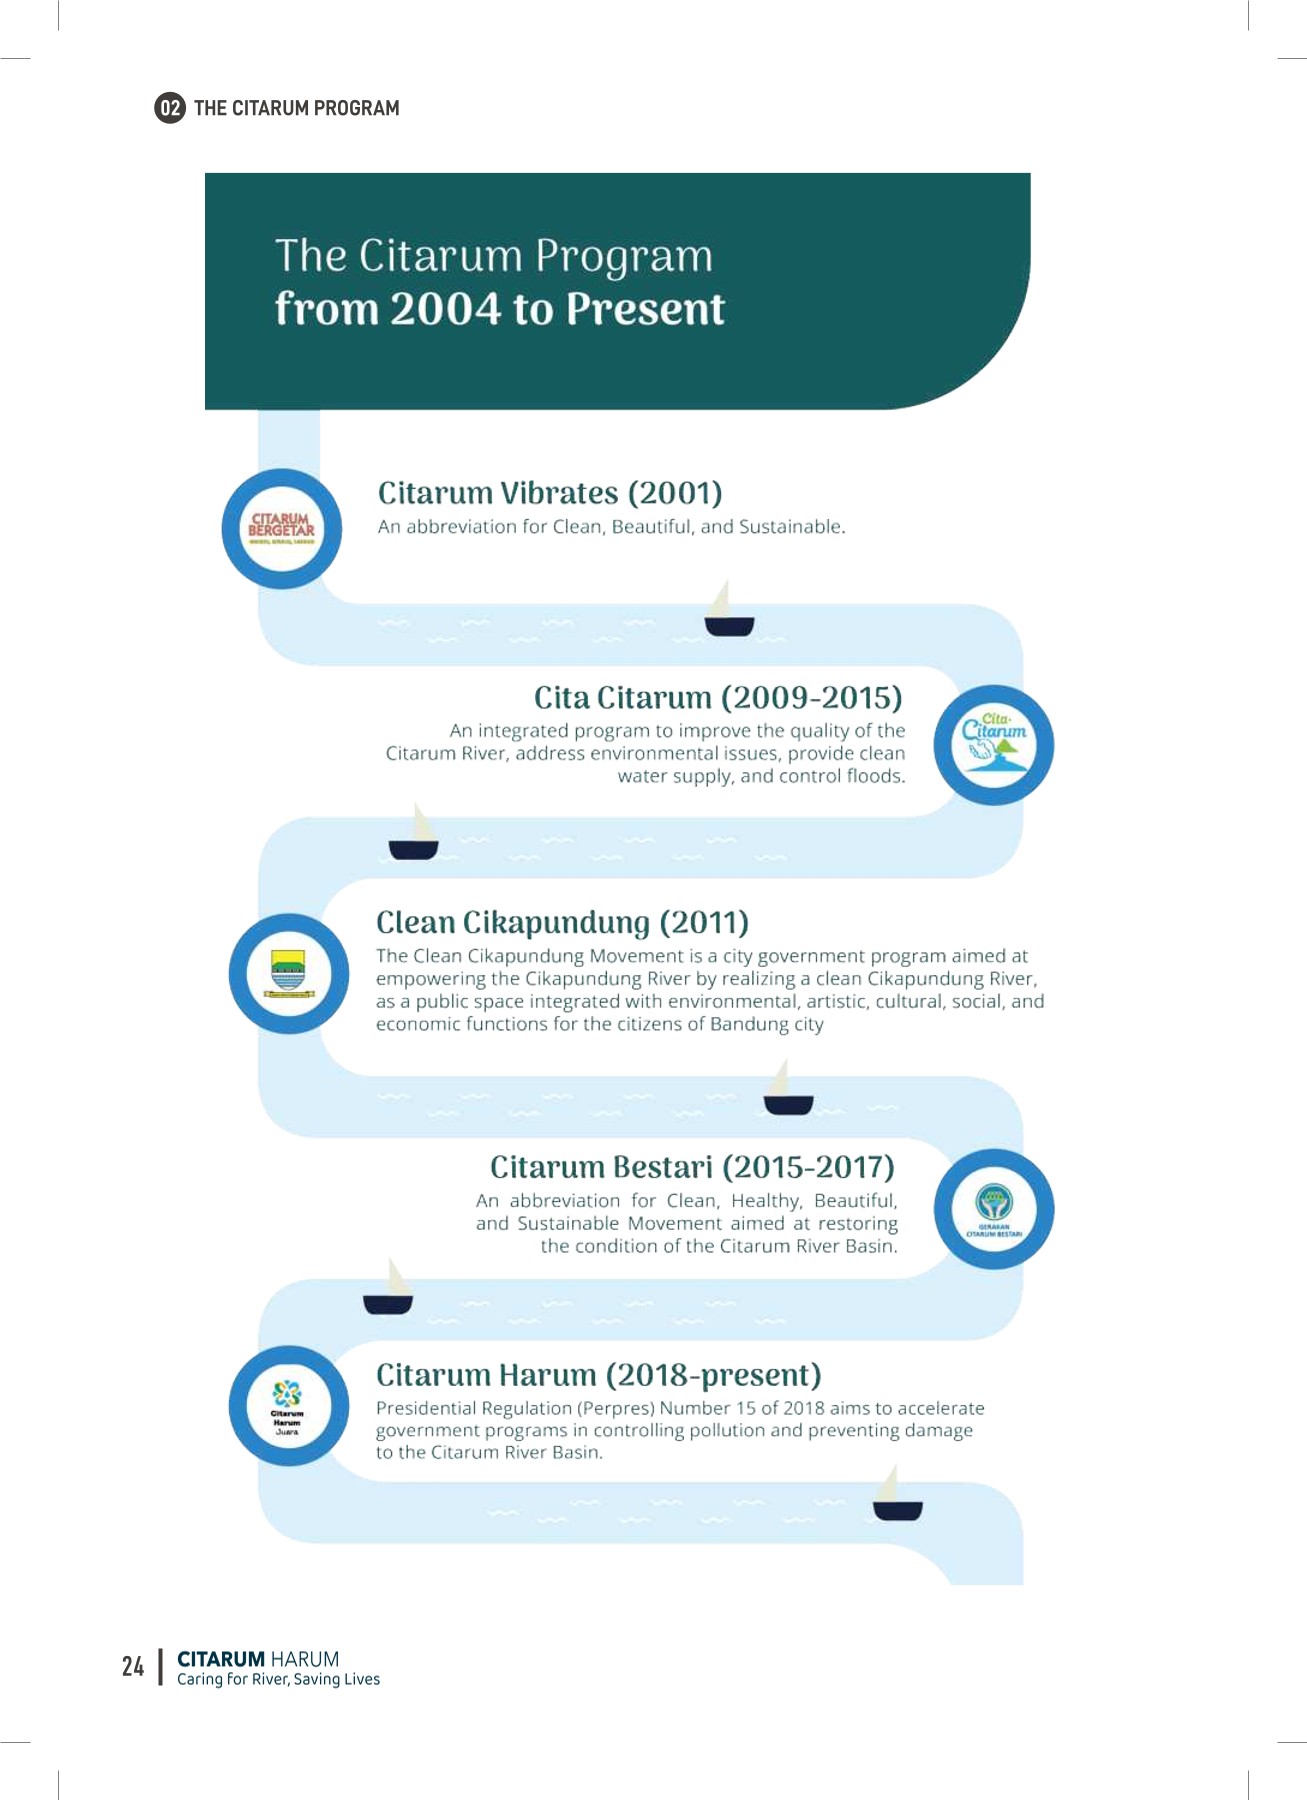 02 THE CITARUM PROGRAM
The Citarum Program
from 2004 to Present
CITARUM
BERGETAR
Citarum Vibrates (2001)
An abbreviation for Clean, Beautiful, and Sustainable.
Cita Citarum (2009-2015)
An integrated program to improve the quality of the
Citarum River, address environmental issues, provide clean
water supply, and control floods.
Cita-
Citarum
Clean Cikapundung (2011)
The Clean Cikapundung Movement is a city government program aimed at
empowering the Cikapundung River by realizing a clean Cikapundung River,
as a public space integrated with environmental, artistic, cultural, social, and
economic functions for the citizens of Bandung city
Citarum Bestari (2015-2017)
An abbreviation for Clean, Healthy, Beautiful,
and Sustainable Movement aimed at restoring
the condition of the Citarum River Basin.
GERAKAN
CITARUM BESTARI
Citarum
Harum
Juara
Citarum Harum (2018-present)
Presidential Regulation (Perpres) Number 15 of 2018 aims to accelerate
government programs in controlling pollution and preventing damage
to the Citarum River Basin.
24
CITARUM HARUM
Caring for River, Saving Lives